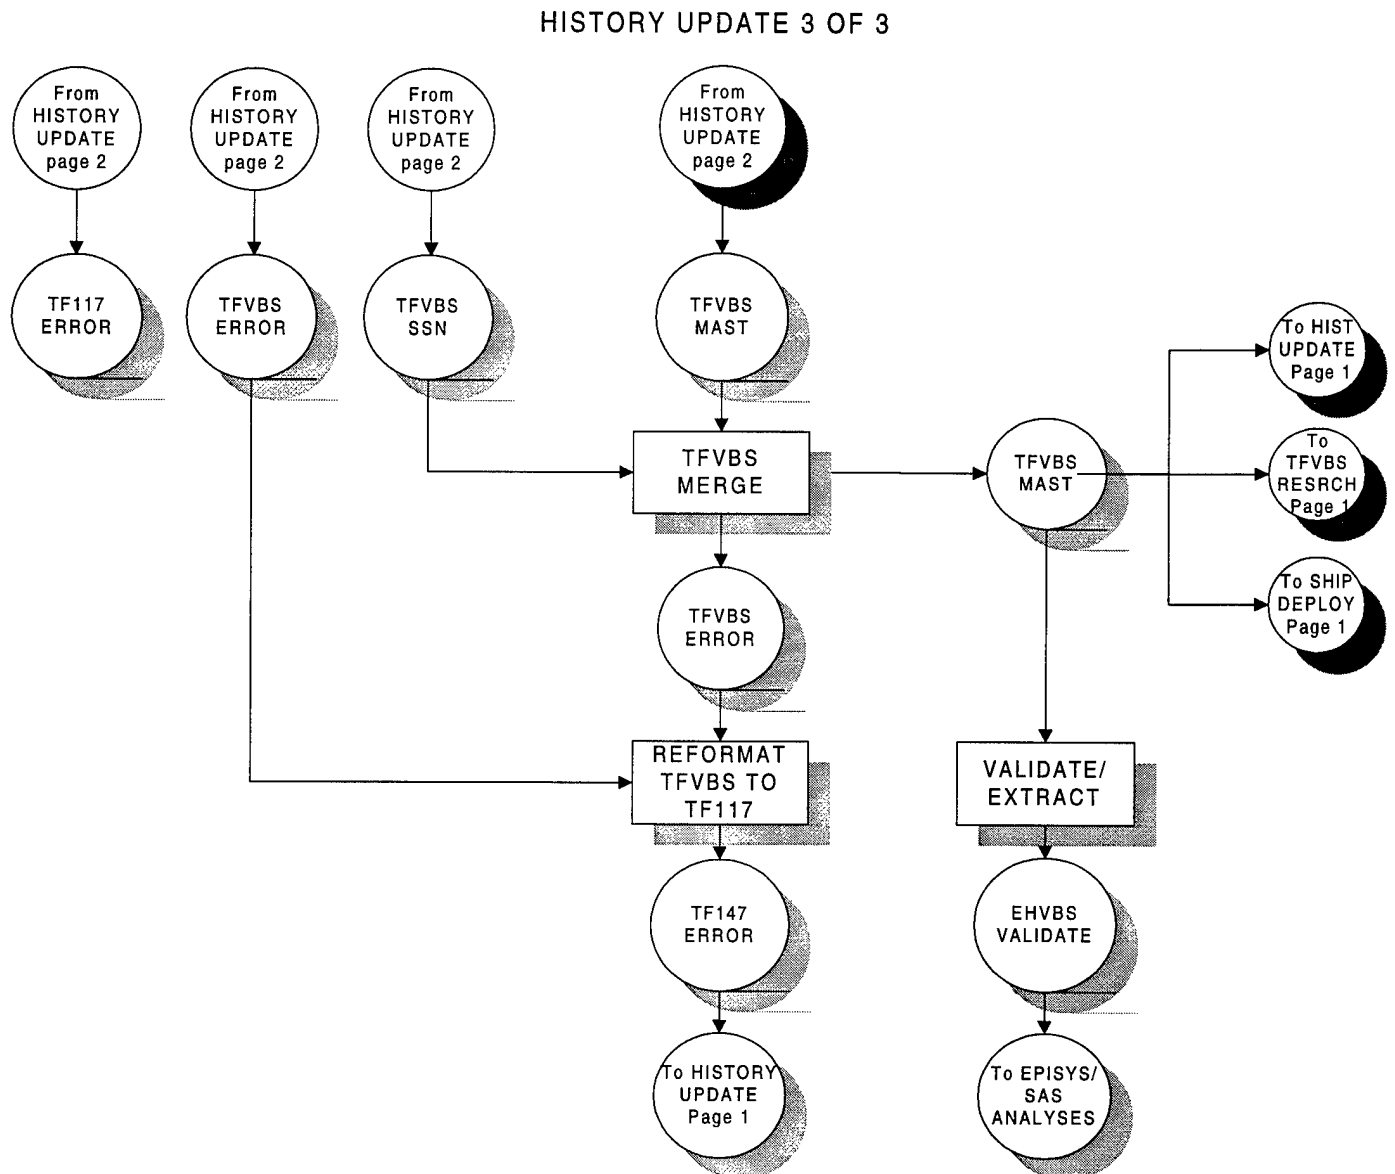 HISTORY UPDATE 3 OF 3
From
HISTORY
UPDATE
page 2
From
HISTORY
UPDATE
page 2
From
HISTORY
UPDATE
page 2
From
HISTORY
UPDATE
page 2
TF117
ERROR
TFVBS
ERROR
TFVBS
SSN
TFVBS
MAST
To HIST
UPDATE
Page 1
TFVBS
MERGE
TFVBS
MAST
To
TFVBS
RESRCH
Page 1
To SHIP
DEPLOY
Page 1
TFVBS
ERROR
REFORMAT
TFVBS TO
TF117
VALIDATE/
EXTRACT
TF147
ERROR
EHVBS
VALIDATE
To HISTORY
UPDATE
Page 1
To EPISYS/
SAS
ANALYSES